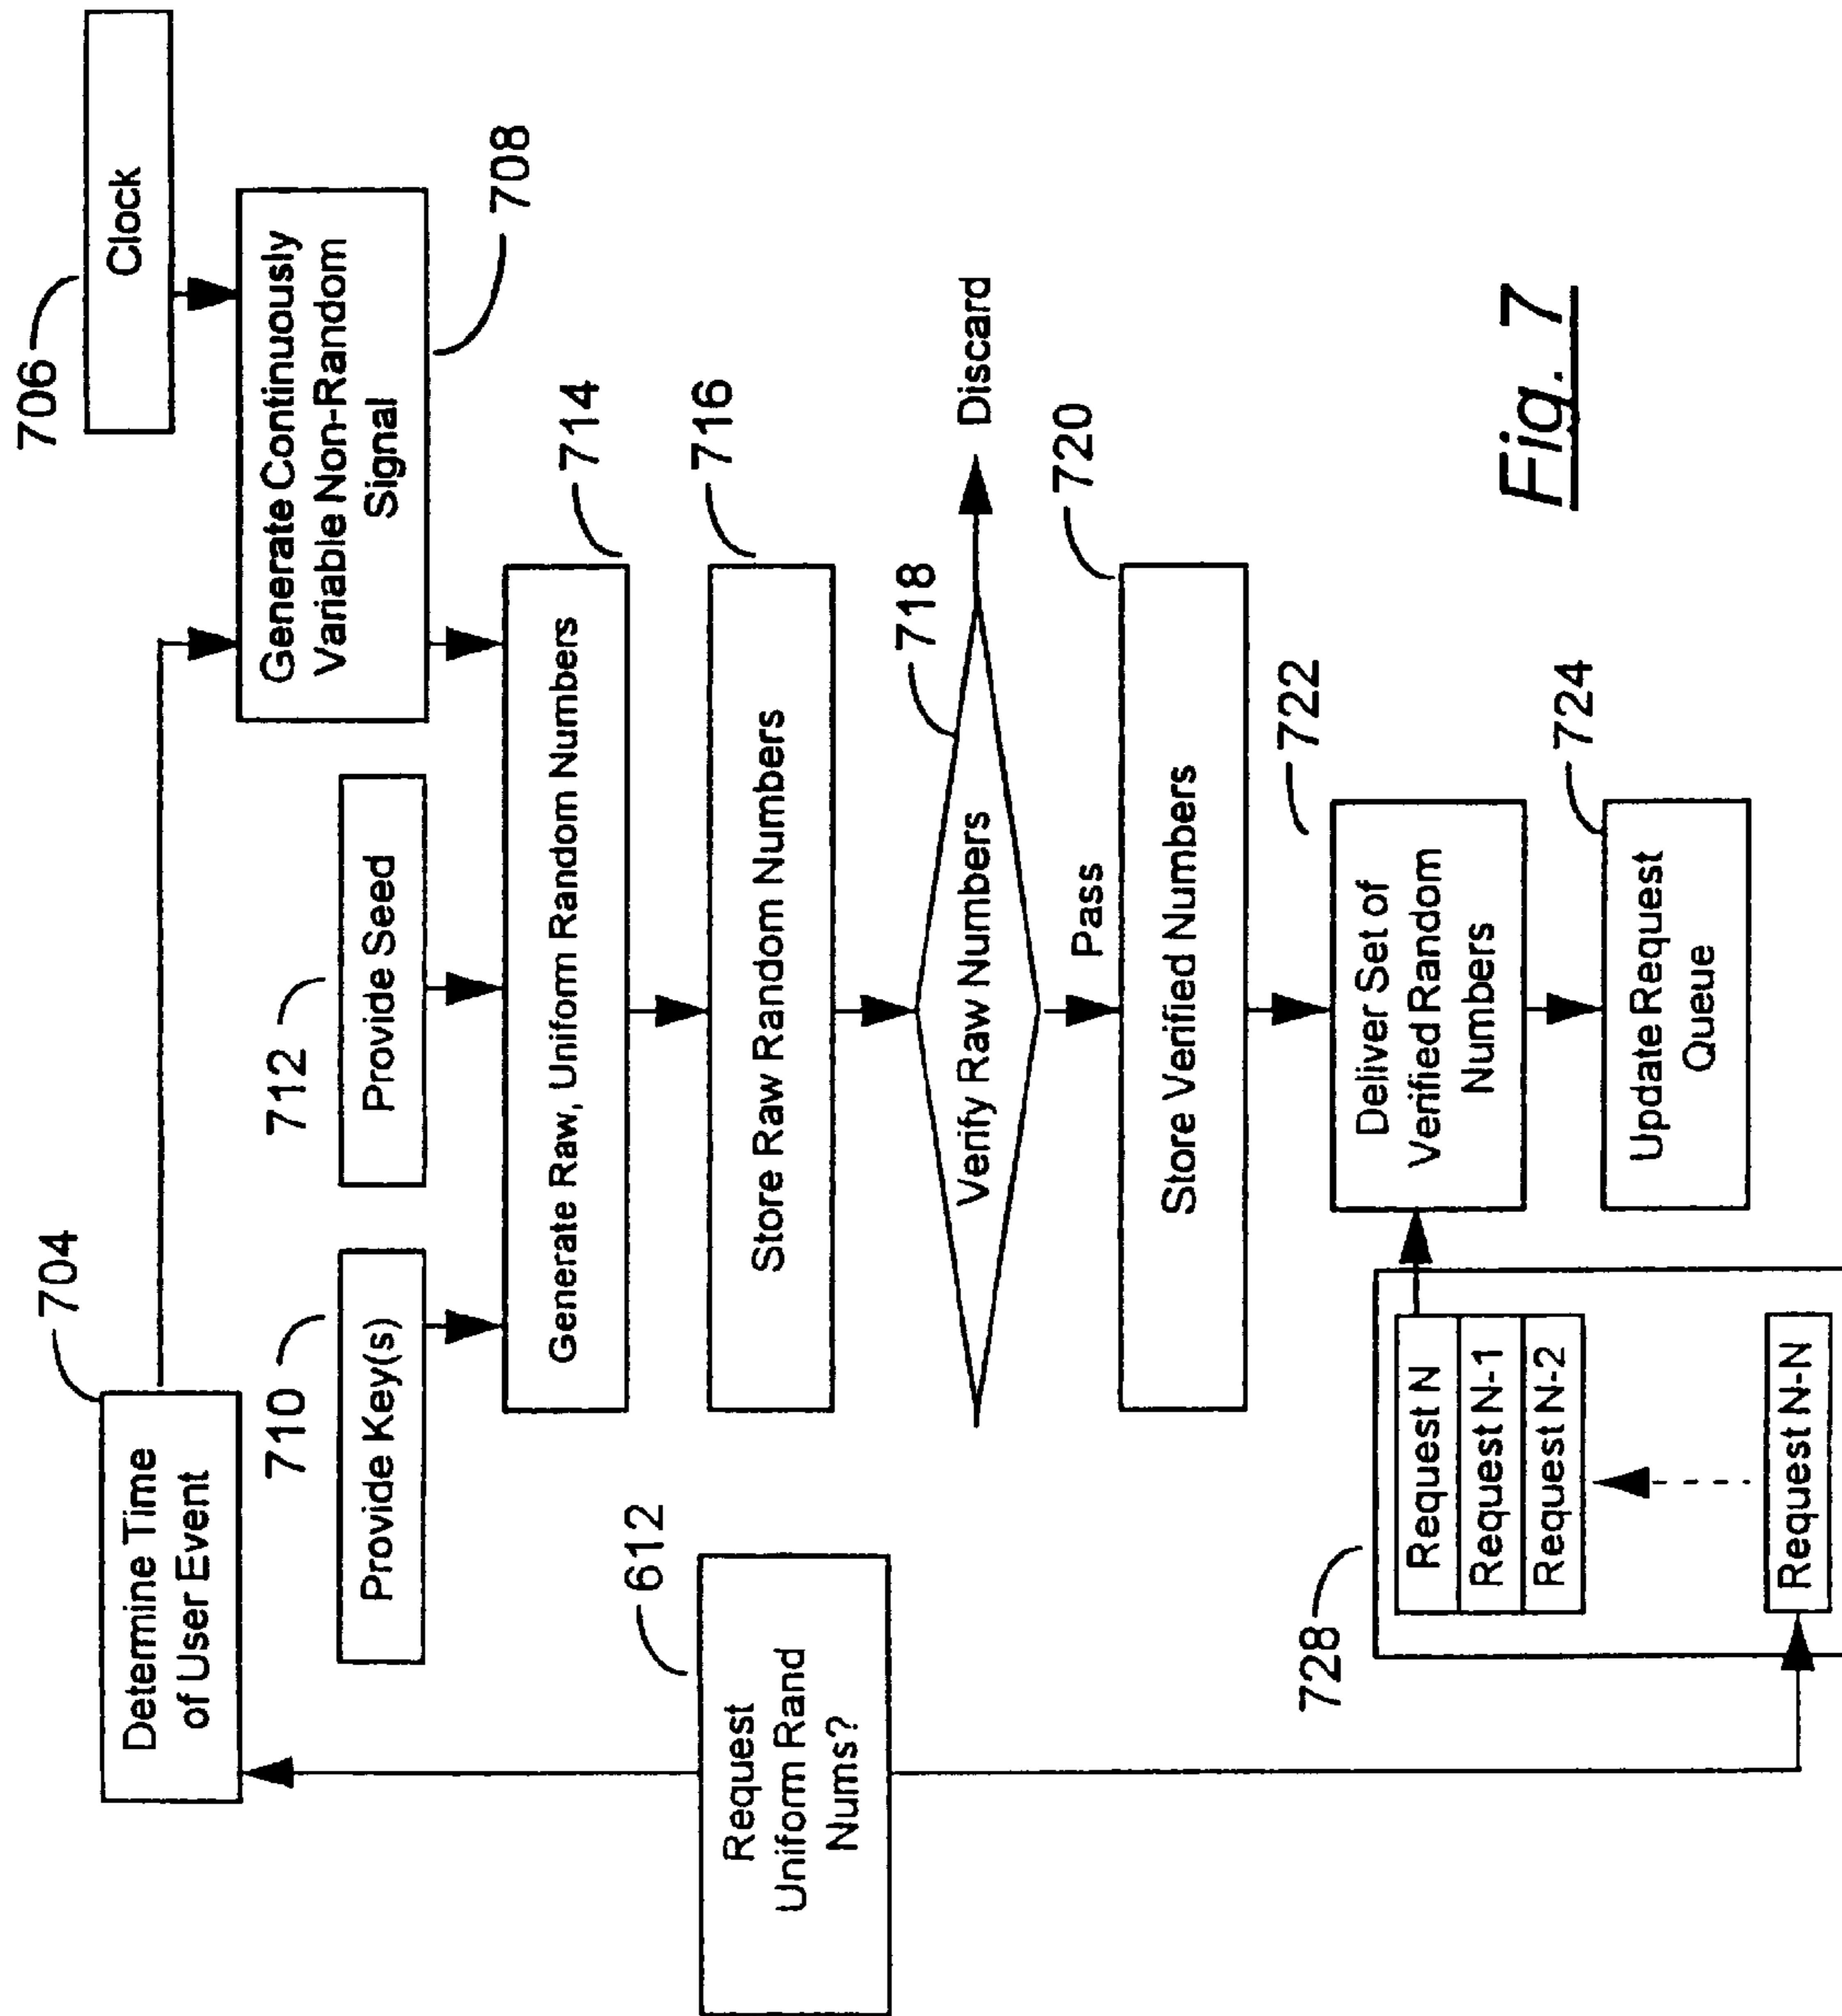 706
Clock
704
Determine Time
of User Event
Generate Continuously
Variable Non-Random
Signal
708
710
Provide Key(s)
712
Provide Seed
Generate Raw, Uniform Random Numbers
714
612
Request
Uniform Rand
Nums?
Store Raw Random Numbers
716
Verify Raw Numbers
718
Discard
Pass
Store Verified Numbers
720
728
Request N
Request N-1
Request N-2
Request N-N
Deliver Set of
Verified Random
Numbers
722
Update Request
Queue
724
Fig. 7